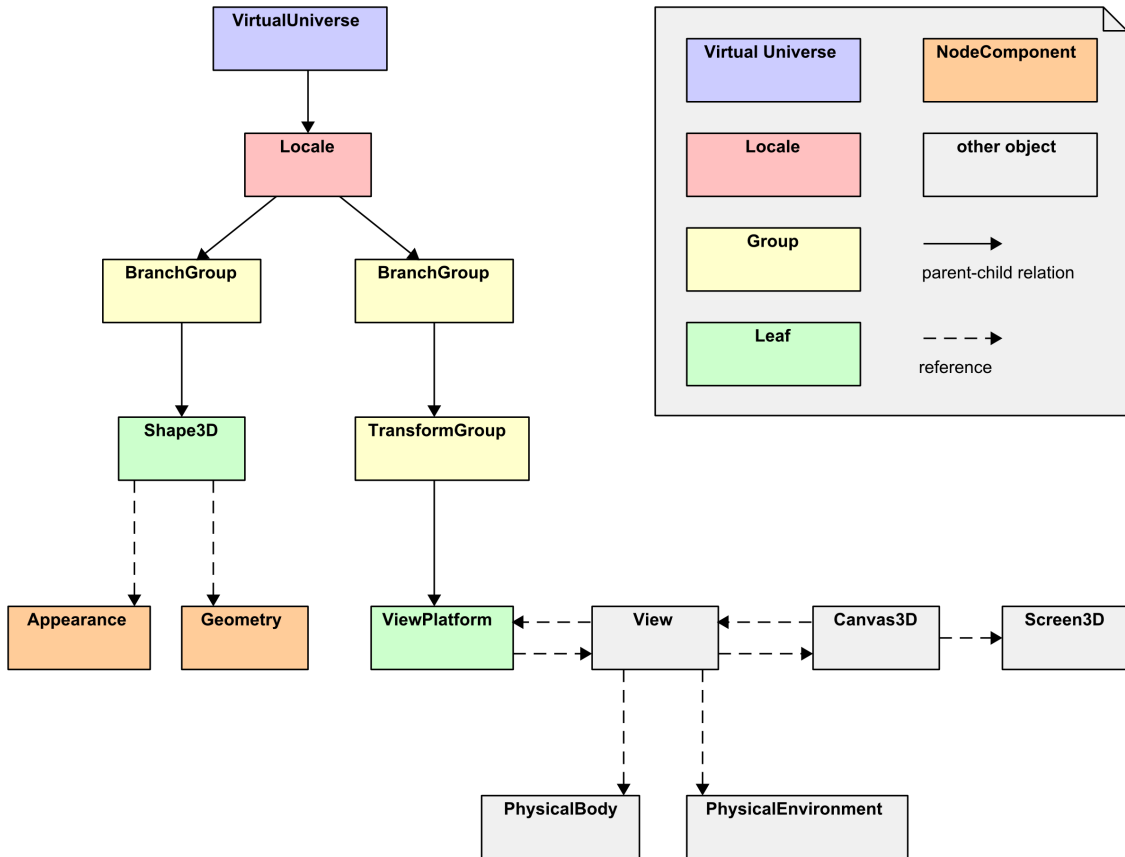 VirtualUniverse
Locale
BranchGroup
BranchGroup
Shape3D
TransformGroup
Appearance
Geometry
ViewPlatform
View
Canvas3D
Screen3D
PhysicalBody
PhysicalEnvironment
Virtual Universe
NodeComponent
Locale
other object
Group
parent-child relation
Leaf
reference